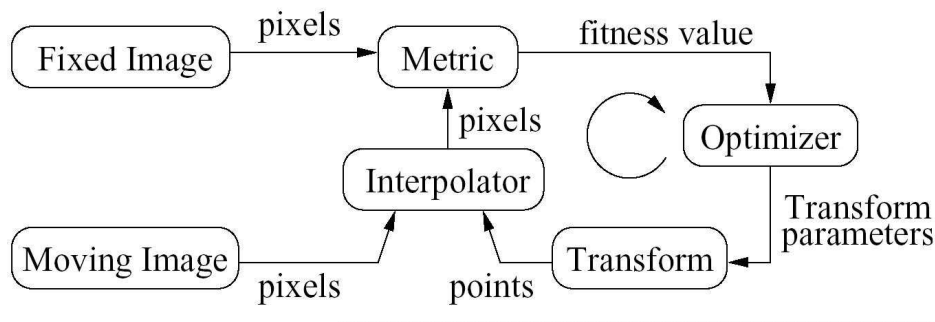 pixels
fitness value
Fixed Image
Metric
pixels
Optimizer
Interpolator
Transform
parameters
Moving Image
Transform
pixels
points